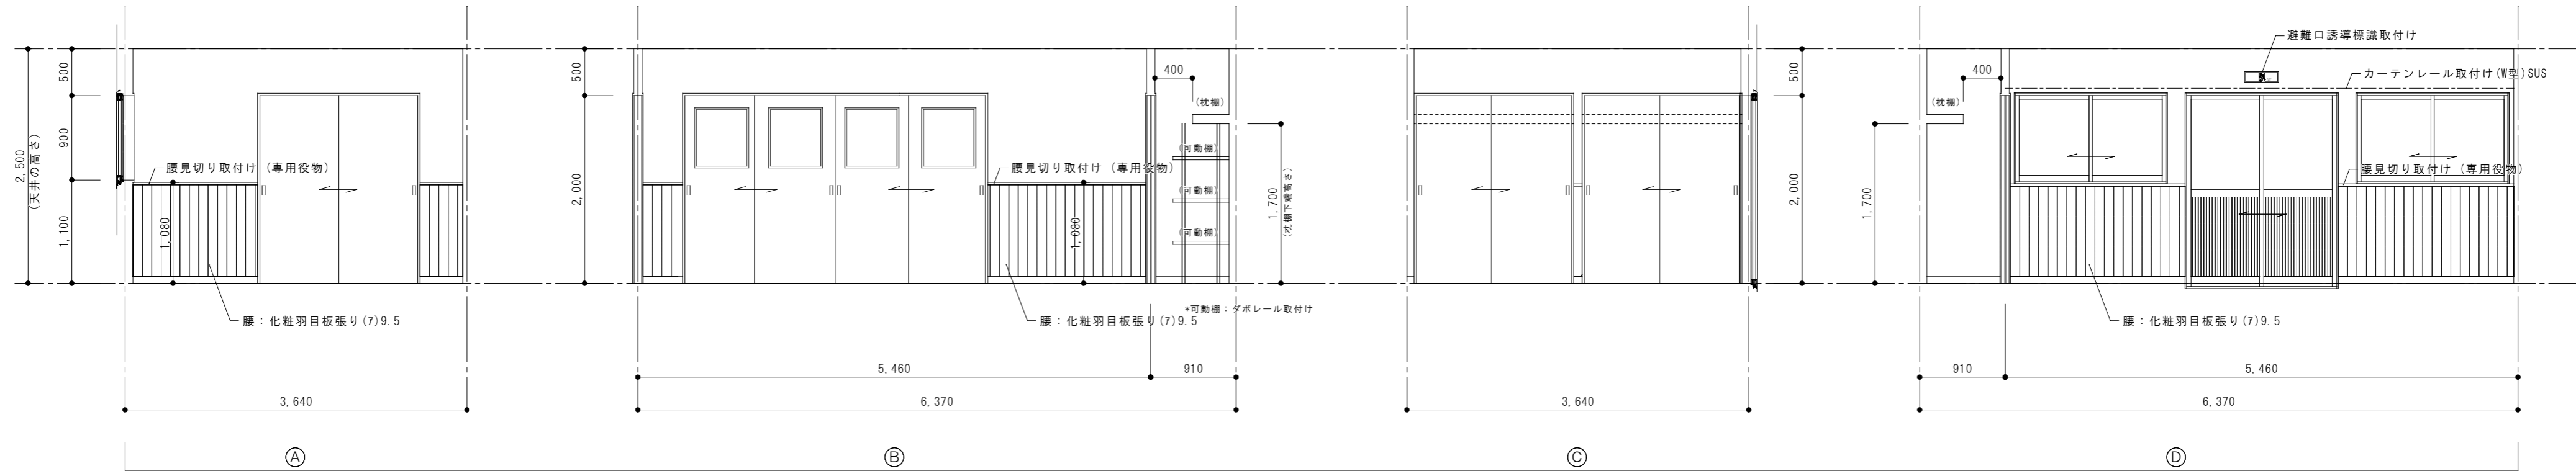 2,500
(天井の高さ)
500
900
1,100
腰見切り取付け (専用役物)
1,080
腰：化粧羽目板張り(ｱ)9.5
3,640
Ⓐ
500
2,000
腰見切り取付け (専用役物)
1,080
腰：化粧羽目板張り(ｱ)9.5
400
(枕棚)
(可動棚)
(可動棚)
(可動棚)
1,700
(枕棚下端高さ)
*可動棚：ダボレール取付け
5,460
910
6,370
Ⓑ
500
2,000
3,640
Ⓒ
400
(枕棚)
1,700
避難口誘導標識取付け
カーテンレール取付け(W型)SUS
腰見切り取付け (専用役物)
腰：化粧羽目板張り(ｱ)9.5
910
5,460
6,370
Ⓓ